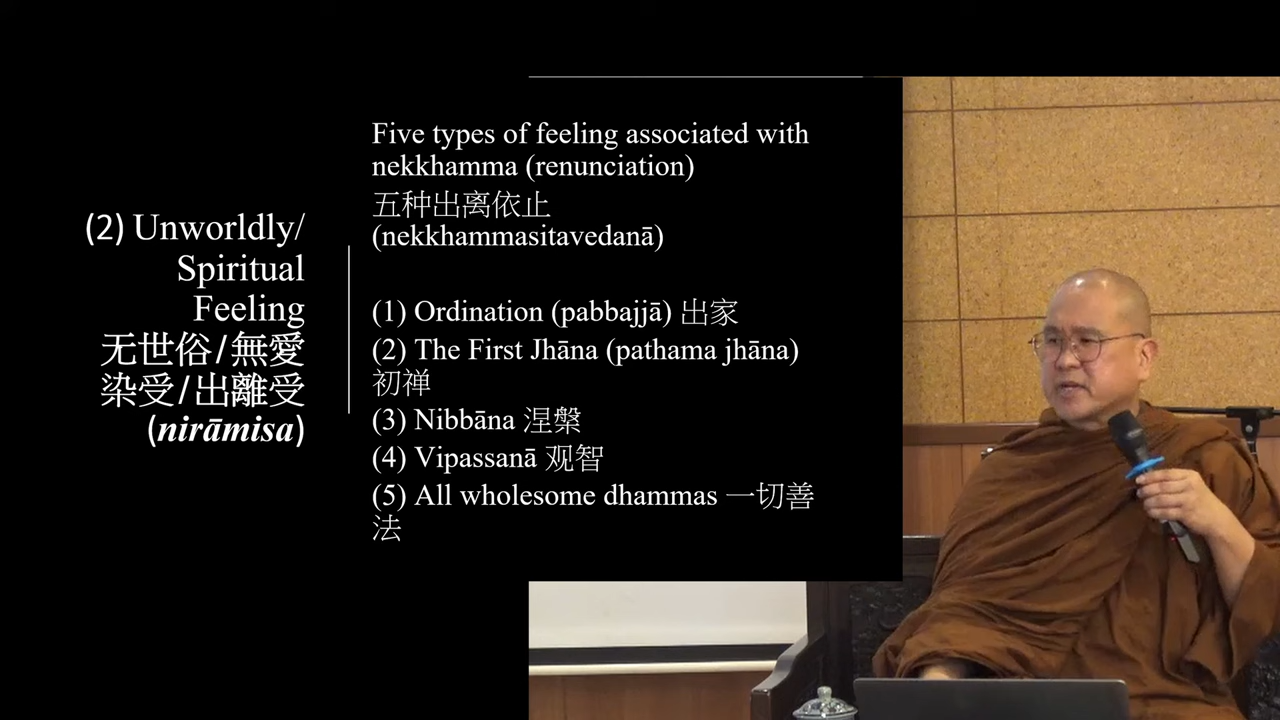 (2) Unworldly/
Spiritual
Feeling
无世俗/無愛
染受/出離受
(nirāmisa)
Five types of feeling associated with
nekkhamma (renunciation)
五种出离依止
(nekkhammasitavedanā)
(1) Ordination (pabbajjā) 出家
(2) The First Jhāna (pathama jhāna)
初禅
(3) Nibbāna 涅槃
(4) Vipassanā 观智
(5) All wholesome dhammas 一切善
法